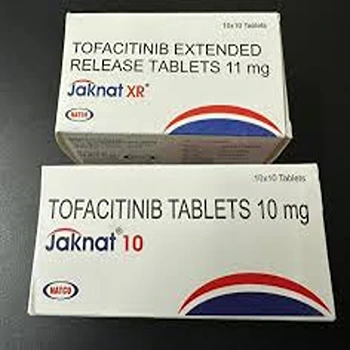 10x10 Tablets
TOFACITINIB EXTENDED
RELEASE TABLETS 11 mg
Jaknat XR®
NATCO
10x10 Tablets
TOFACITINIB TABLETS 10 mg
Jaknat® 10
NATCO